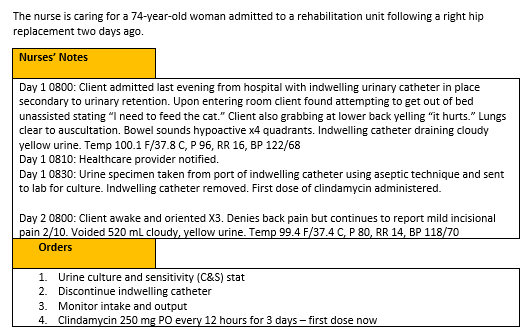 The nurse is caring for a 74-year-old woman admitted to a rehabilitation unit following a right hip
replacement two days ago.
Nurses' Notes
Day 1 0800: Client admitted last evening from hospital with indwelling urinary catheter in place
secondary to urinary retention. Upon entering room client found attempting to get out of bed
unassisted stating "I need to feed the cat." Client also grabbing at lower back yelling "it hurts." Lungs
clear to auscultation. Bowel sounds hypoactive x4 quadrants. Indwelling catheter draining cloudy
yellow urine. Temp 100.1 F/37.8 C, P 96, RR 16, BP 122/68
Day 1 0810: Healthcare provider notified.
Day 1 0830: Urine specimen taken from port of indwelling catheter using aseptic technique and sent
to lab for culture. Indwelling catheter removed. First dose of clindamycin administered.
Day 2 0800: Client awake and oriented X3. Denies back pain but continues to report mild incisional
pain 2/10. Voided 520 mL cloudy, yellow urine. Temp 99.4 F/37.4 C, P 80, RR 14, BP 118/70
Orders
1. Urine culture and sensitivity (C&S) stat
2. Discontinue indwelling catheter
3. Monitor intake and output
4. Clindamycin 250 mg PO every 12 hours for 3 days – first dose now